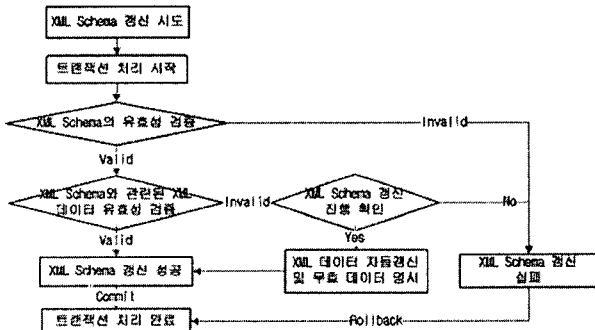 XML Schema 갱신 시도
트랜잭션 처리 시작
XML Schema의 유효성 검증
Invalid
Valid
XML Schema와 관련된 XML
데이터 유효성 검증
Invalid
XML Schema 갱신
진행 확인
No
Valid
Yes
XML Schema 갱신 성공
XML 데이터 자동갱신
및 무효 데이터 명시
XML Schema 갱신
실패
Commit
트랜잭션 처리 완료
Rollback